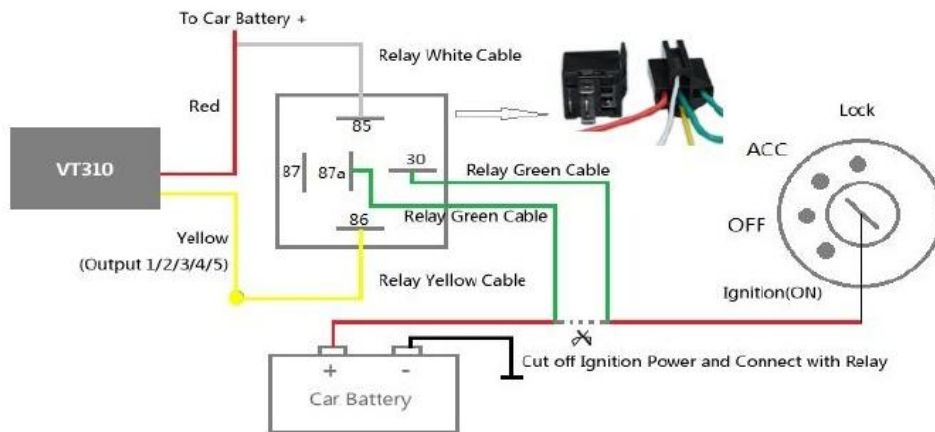 To Car Battery +
Relay White Cable
Red
85
Lock
ACC
VT310
87
87a
30
Relay Green Cable
Relay Green Cable
86
OFF
Yellow
(Output 1/2/3/4/5)
Relay Yellow Cable
Ignition(ON)
Cut off Ignition Power and Connect with Relay
+
-
Car Battery